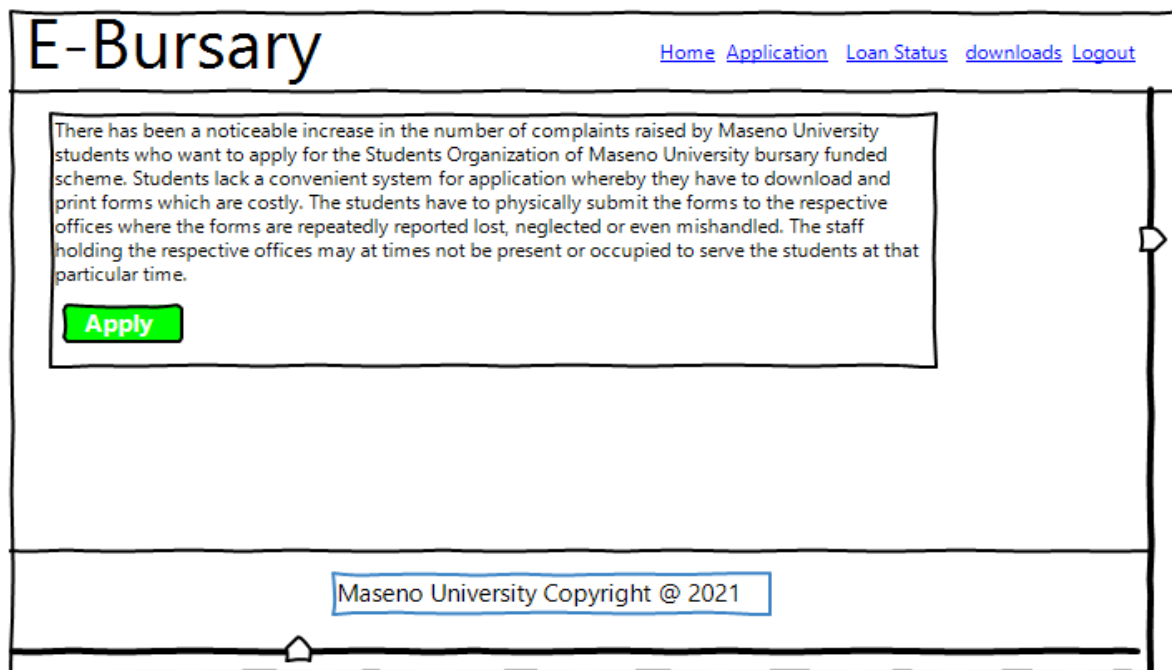 E-Bursary
Home Application Loan Status downloads Logout
There has been a noticeable increase in the number of complaints raised by Maseno University
students who want to apply for the Students Organization of Maseno University bursary funded
scheme. Students lack a convenient system for application whereby they have to download and
print forms which are costly. The students have to physically submit the forms to the respective
offices where the forms are repeatedly reported lost, neglected or even mishandled. The staff
holding the respective offices may at times not be present or occupied to serve the students at that
particular time.
Apply
Maseno University Copyright @ 2021